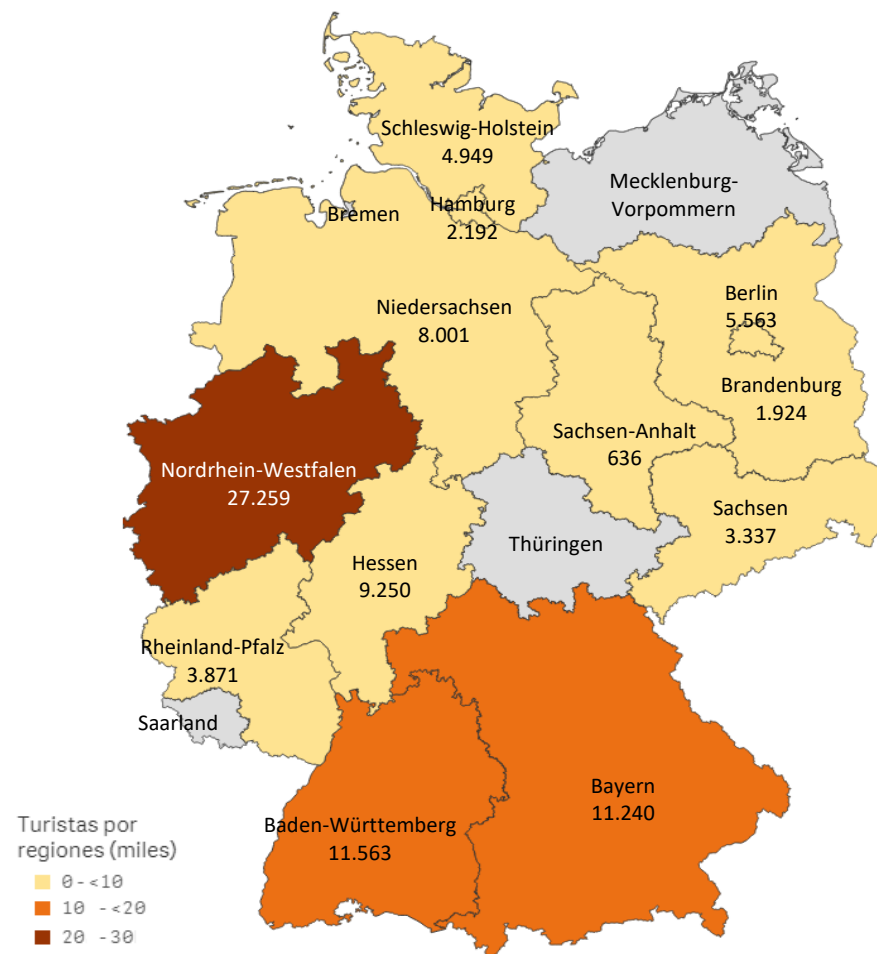 Schleswig-Holstein
4.949
Mecklenburg-
Vorpommern
Hamburg
2.192
Bremen
Niedersachsen
8.001
Berlin
5.563
Brandenburg
1.924
Sachsen-Anhalt
636
Nordrhein-Westfalen
27.259
Sachsen
3.337
Thüringen
Hessen
9.250
Rheinland-Pfalz
3.871
Saarland
Bayern
11.240
Baden-Württemberg
11.563
Turistas por
regiones (miles)
0-<10
10 -<20
20 -30